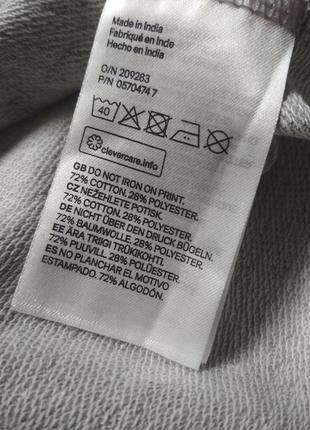 Made in India
Fabriqué en Inde
Hecho en India
O/N 209283
P/N 0570474 7
40
clevercare.info
GB DO NOT IRON ON PRINT.
72% COTTON. 28% POLYESTER.
CZ NEŽEHLETE POTISK.
72% COTTON. 28% POLYESTER.
DE NICHT ÜBER DEN DRUCK BÜGELN.
72% BAUMWOLLE. 28% POLYESTER.
EE ÄRA TRIIGI TRÜKIKOHTI.
72% PUUVILL. 28% POLÜESTER.
ES NO PLANCHAR EL MOTIVO
ESTAMPADO. 72% ALGODÓN.